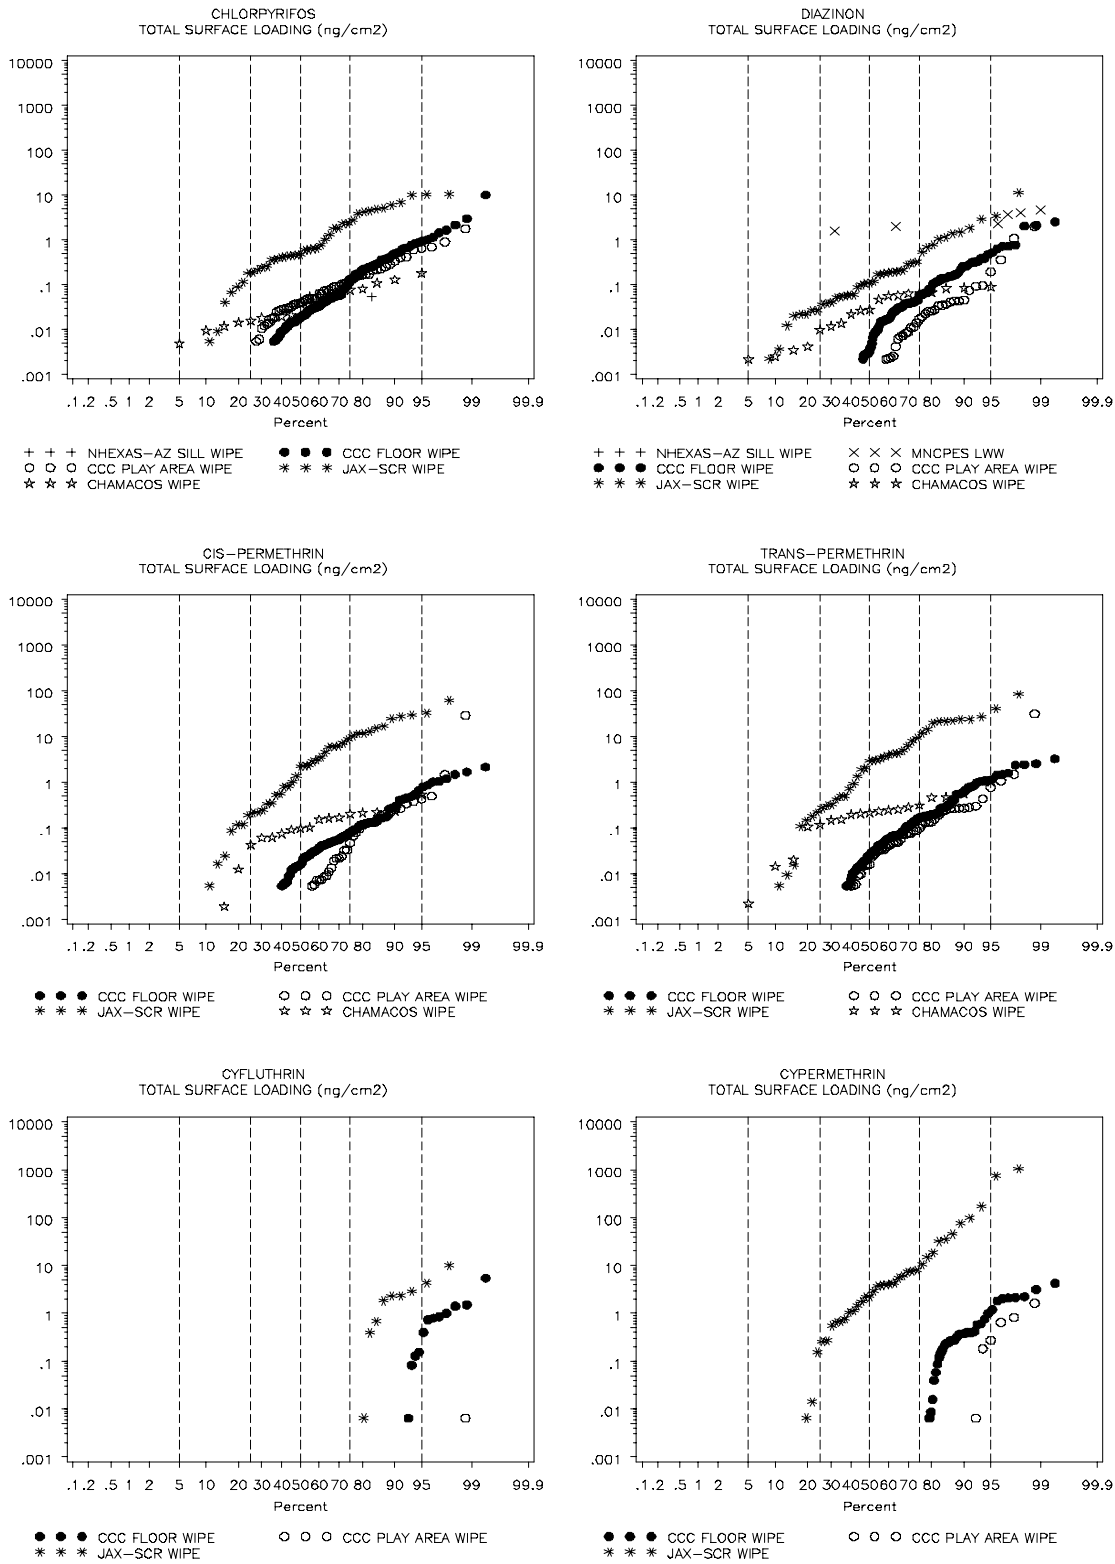 CHLORPYRIFOS
TOTAL SURFACE LOADING (ng/cm2)
10000
1000
100
10
1
.1
.01
.001
.1 .2 .5 1 2 5 10 20 30 40 50 60 70 80 90 95 99 99.9
Percent
NHEXAS-AZ SILL WIPE CCC FLOOR WIPE
CCC PLAY AREA WIPE JAX-SCR WIPE
CHAMACOS WIPE
DIAZINON
TOTAL SURFACE LOADING (ng/cm2)
10000
1000
100
10
1
.1
.01
.001
.1 .2 .5 1 2 5 10 20 30 40 50 60 70 80 90 95 99 99.9
Percent
NHEXAS-AZ SILL WIPE MNCPES LWW
CCC FLOOR WIPE CCC PLAY AREA WIPE
JAX-SCR WIPE CHAMACOS WIPE
CIS-PERMETHRIN
TOTAL SURFACE LOADING (ng/cm2)
10000
1000
100
10
1
.1
.01
.001
.1 .2 .5 1 2 5 10 20 30 40 50 60 70 80 90 95 99 99.9
Percent
CCC FLOOR WIPE CCC PLAY AREA WIPE
JAX-SCR WIPE CHAMACOS WIPE
TRANS-PERMETHRIN
TOTAL SURFACE LOADING (ng/cm2)
10000
1000
100
10
1
.1
.01
.001
.1 .2 .5 1 2 5 10 20 30 40 50 60 70 80 90 95 99 99.9
Percent
CCC FLOOR WIPE CCC PLAY AREA WIPE
JAX-SCR WIPE CHAMACOS WIPE
CYFLUTHRIN
TOTAL SURFACE LOADING (ng/cm2)
10000
1000
100
10
1
.1
.01
.001
.1 .2 .5 1 2 5 10 20 30 40 50 60 70 80 90 95 99 99.9
Percent
CCC FLOOR WIPE CCC PLAY AREA WIPE
JAX-SCR WIPE
CYPERMETHRIN
TOTAL SURFACE LOADING (ng/cm2)
10000
1000
100
10
1
.1
.01
.001
.1 .2 .5 1 2 5 10 20 30 40 50 60 70 80 90 95 99 99.9
Percent
CCC FLOOR WIPE CCC PLAY AREA WIPE
JAX-SCR WIPE